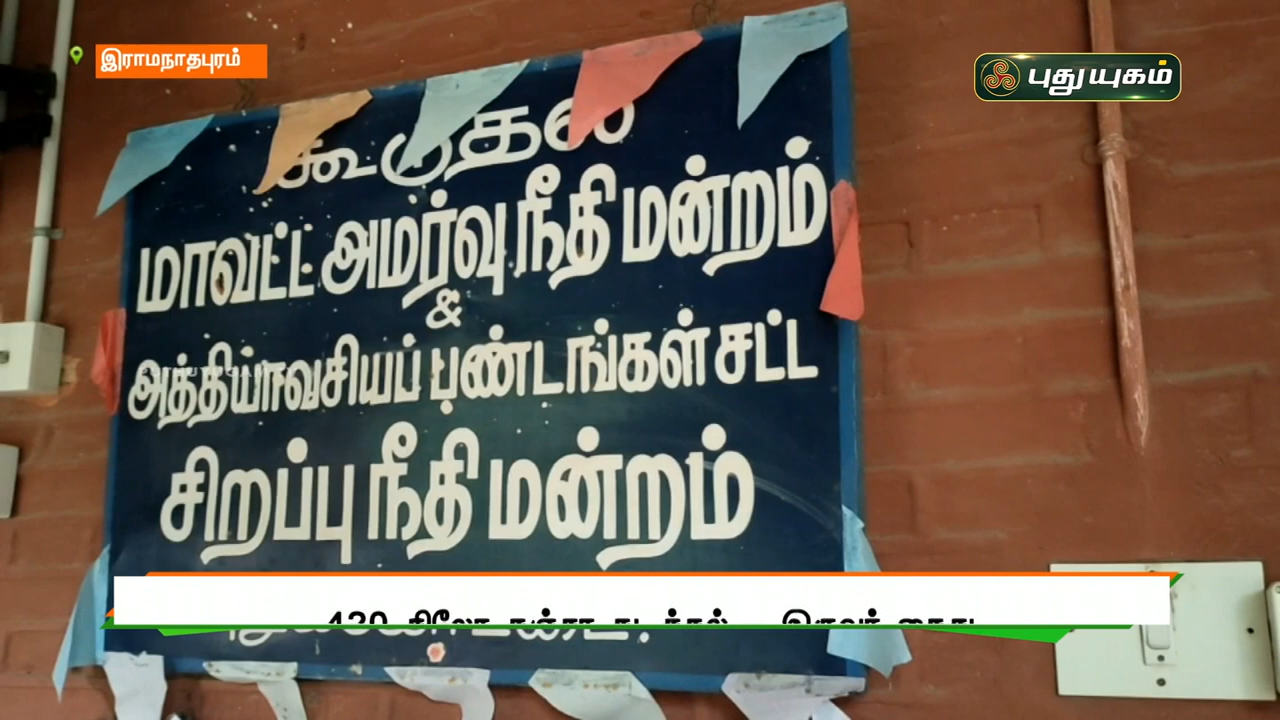 இராமநாதபுரம்
புதுயுகம்
மாவட்ட அமர்வு நீதி மன்றம்
&
அத்தியாவசியப் பண்டங்கள் சட்ட
சிறப்பு நீதி மன்றம்